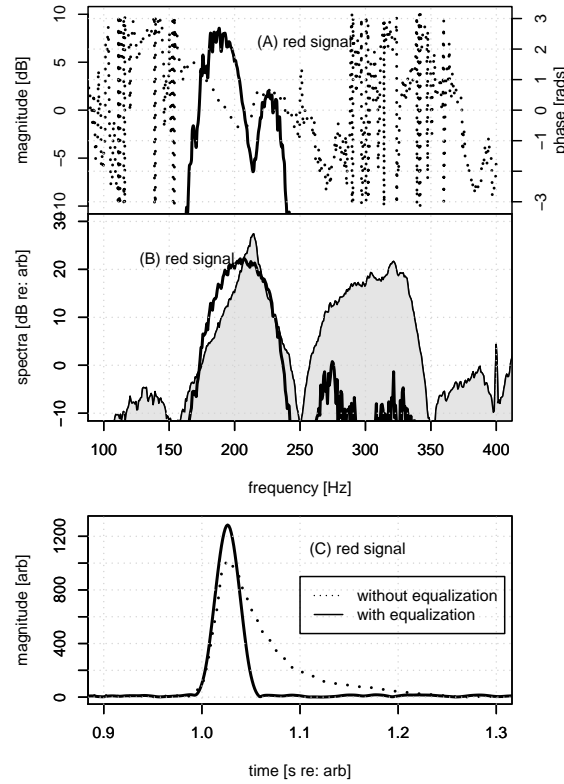 10
5
0
−5
−10
magnitude [dB]
(A) red signal
3
2
1
0
−1
−3
phase [rads]
30
20
10
0
−10
spectra [dB re: arb]
(B) red signal
100 150 200 250 300 350 400
frequency [Hz]
1200
800
400
0
magnitude [arb]
(C) red signal
without equalization
with equalization
0.9 1.0 1.1 1.2 1.3
time [s re: arb]